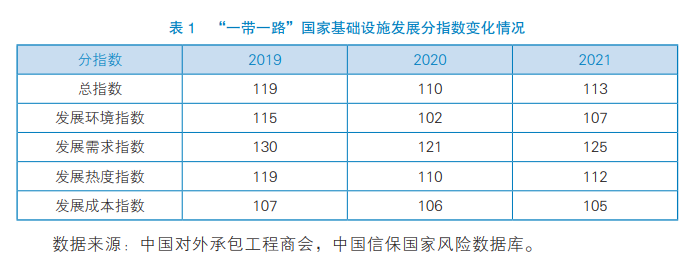 表 1 “一带一路”国家基础设施发展分指数变化情况
分指数 2019 2020 2021
总指数 119 110 113
发展环境指数 115 102 107
发展需求指数 130 121 125
发展热度指数 119 110 112
发展成本指数 107 106 105
数据来源：中国对外承包工程商会，中国信保国家风险数据库。